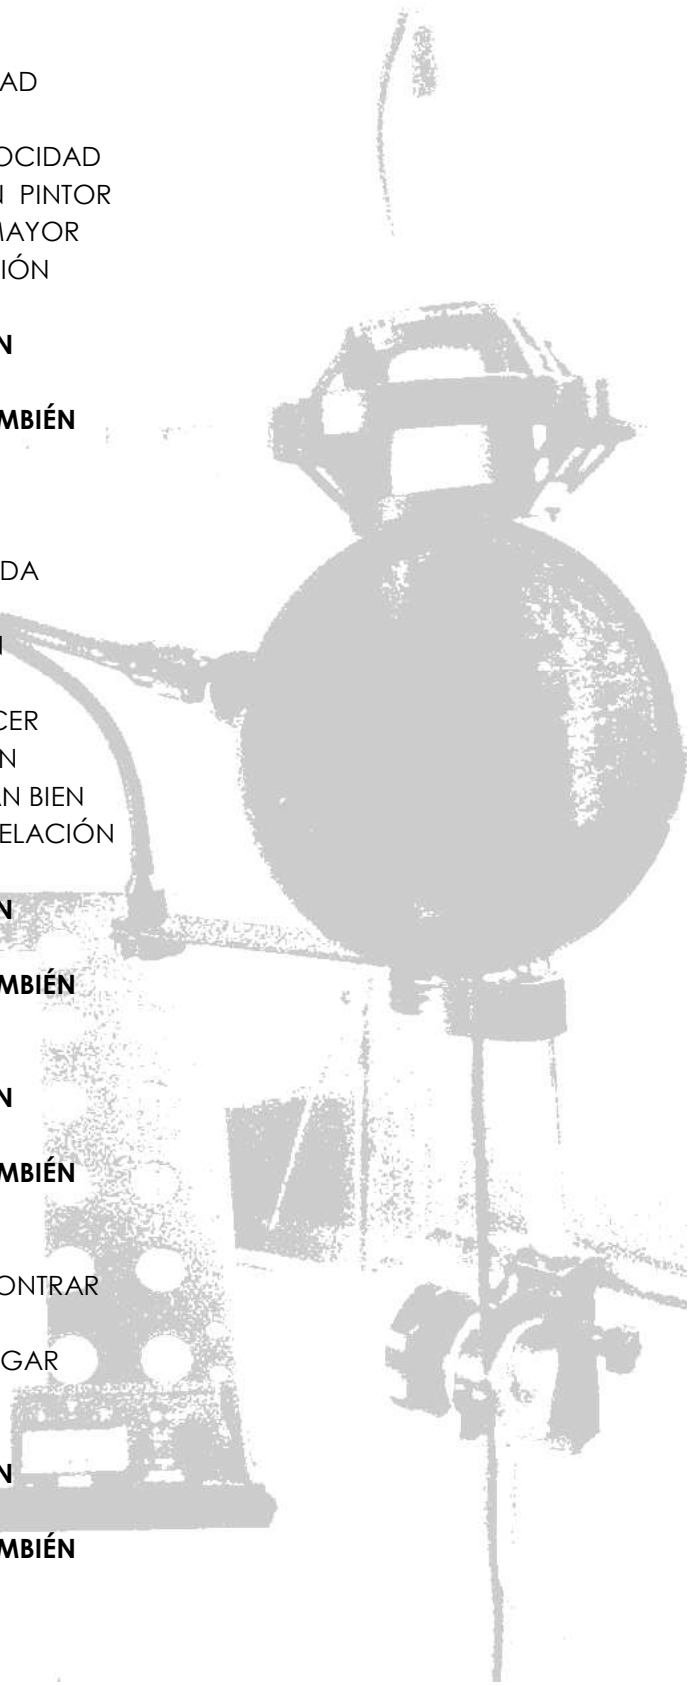 AD
OCIDAD
N PINTOR
MAYOR
IÓN
N
MBIÉN
DA
N
CER
N
AN BIEN
ELACIÓN
N
MBIÉN
N
MBIÉN
ONTRAR
GAR
N
MBIÉN